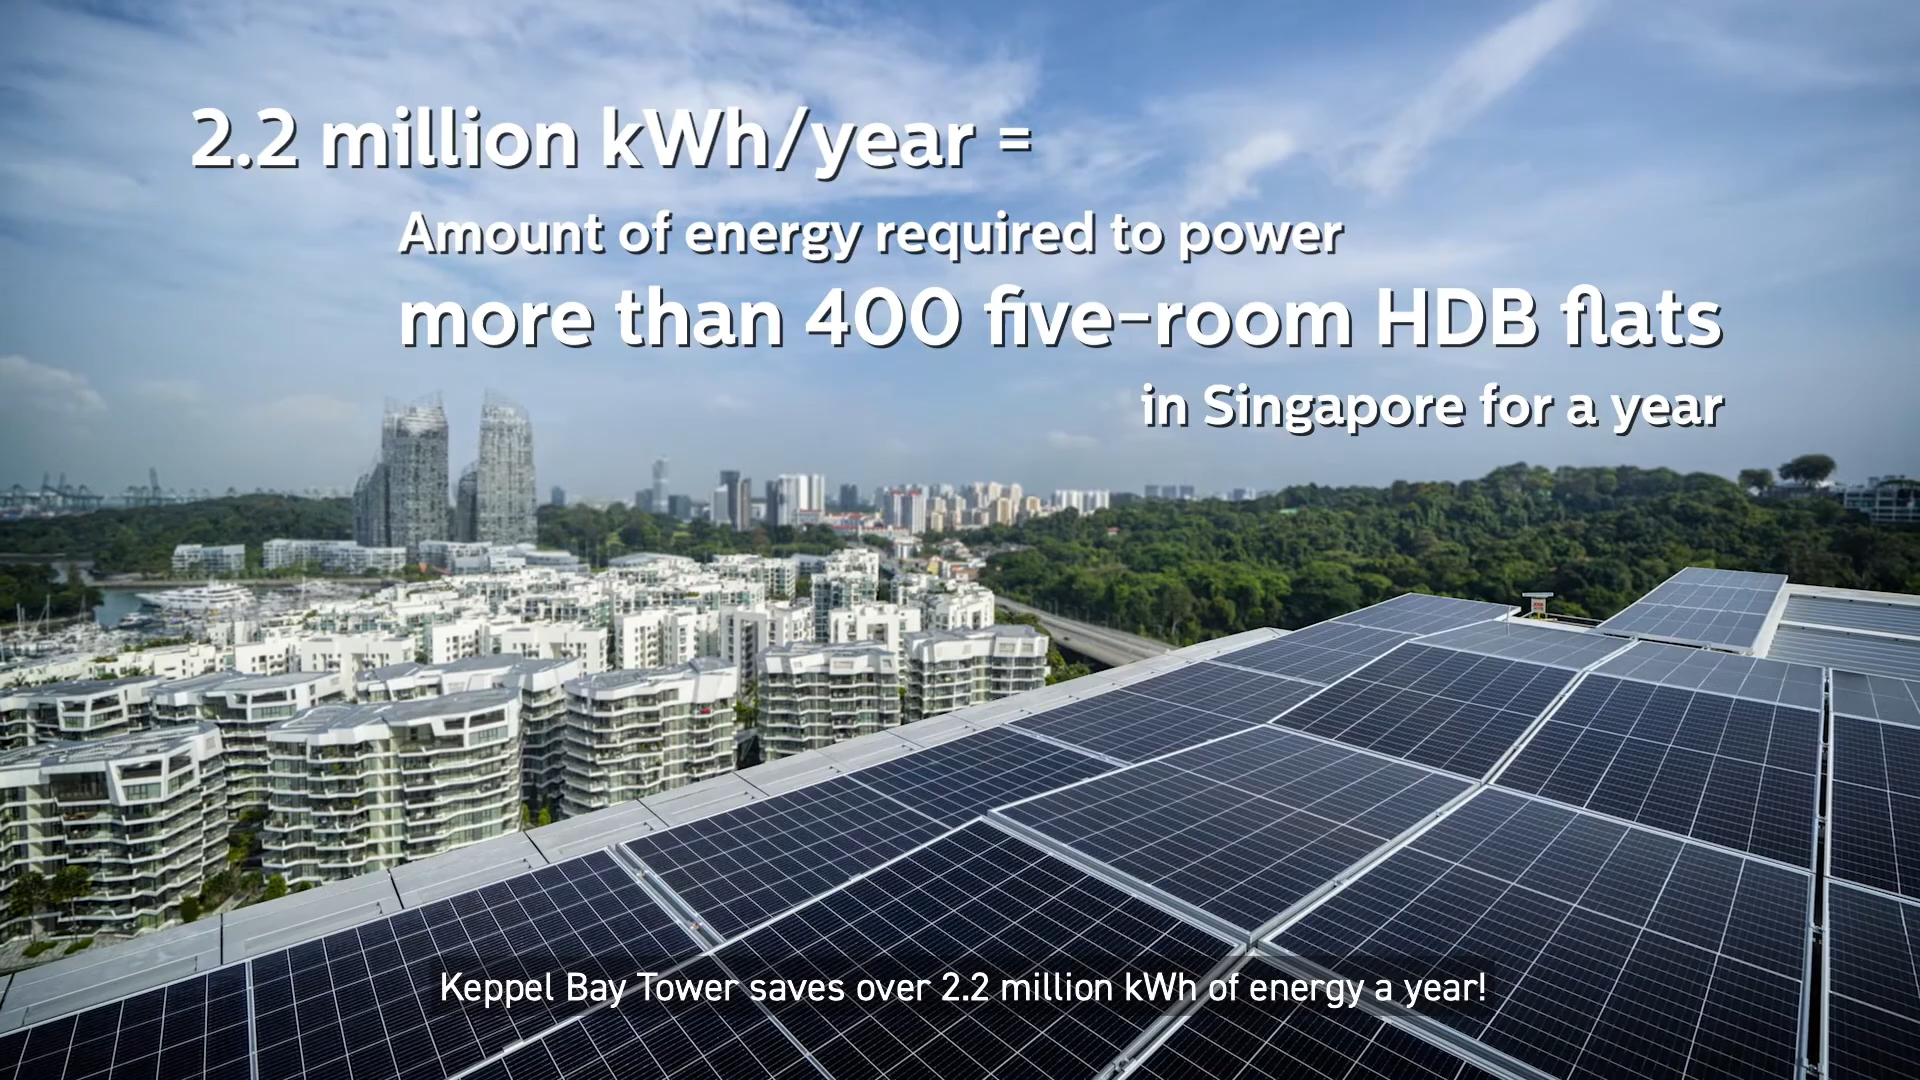 2.2 million kWh/year =
Amount of energy required to power
more than 400 five-room HDB flats
in Singapore for a year
Keppel Bay Tower saves over 2.2 million kWh of energy a year!